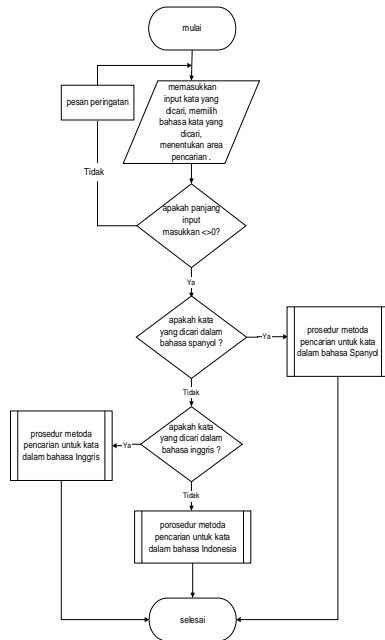 mulai
pesan peringatan
memasukkan
input kata yang
dicari, memilih
bahasa kata yang
dicari,
menentukan area
pencarian .
Tidak
apakah panjang
input
masukkan <>0?
Ya
apakah kata
yang dicari dalam
bahasa spanyol ?
Ya
prosedur metoda
pencarian untuk kata
dalam bahasa Spanyol
Tidak
apakah kata
yang dicari dalam
bahasa inggris ?
Ya
prosedur metoda
pencarian untuk kata
dalam bahasa Inggris
Tidak
porosedur metoda
pencarian untuk kata
dalam bahasa Indonesia
selesai